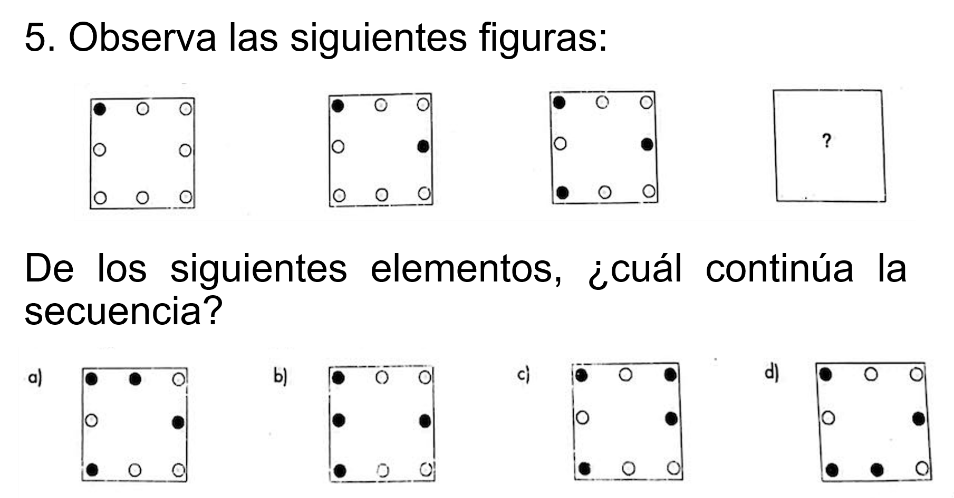 5. Observa las siguientes figuras:
?
De los siguientes elementos, ¿cuál continúa la
secuencia?
a) b) c) d)